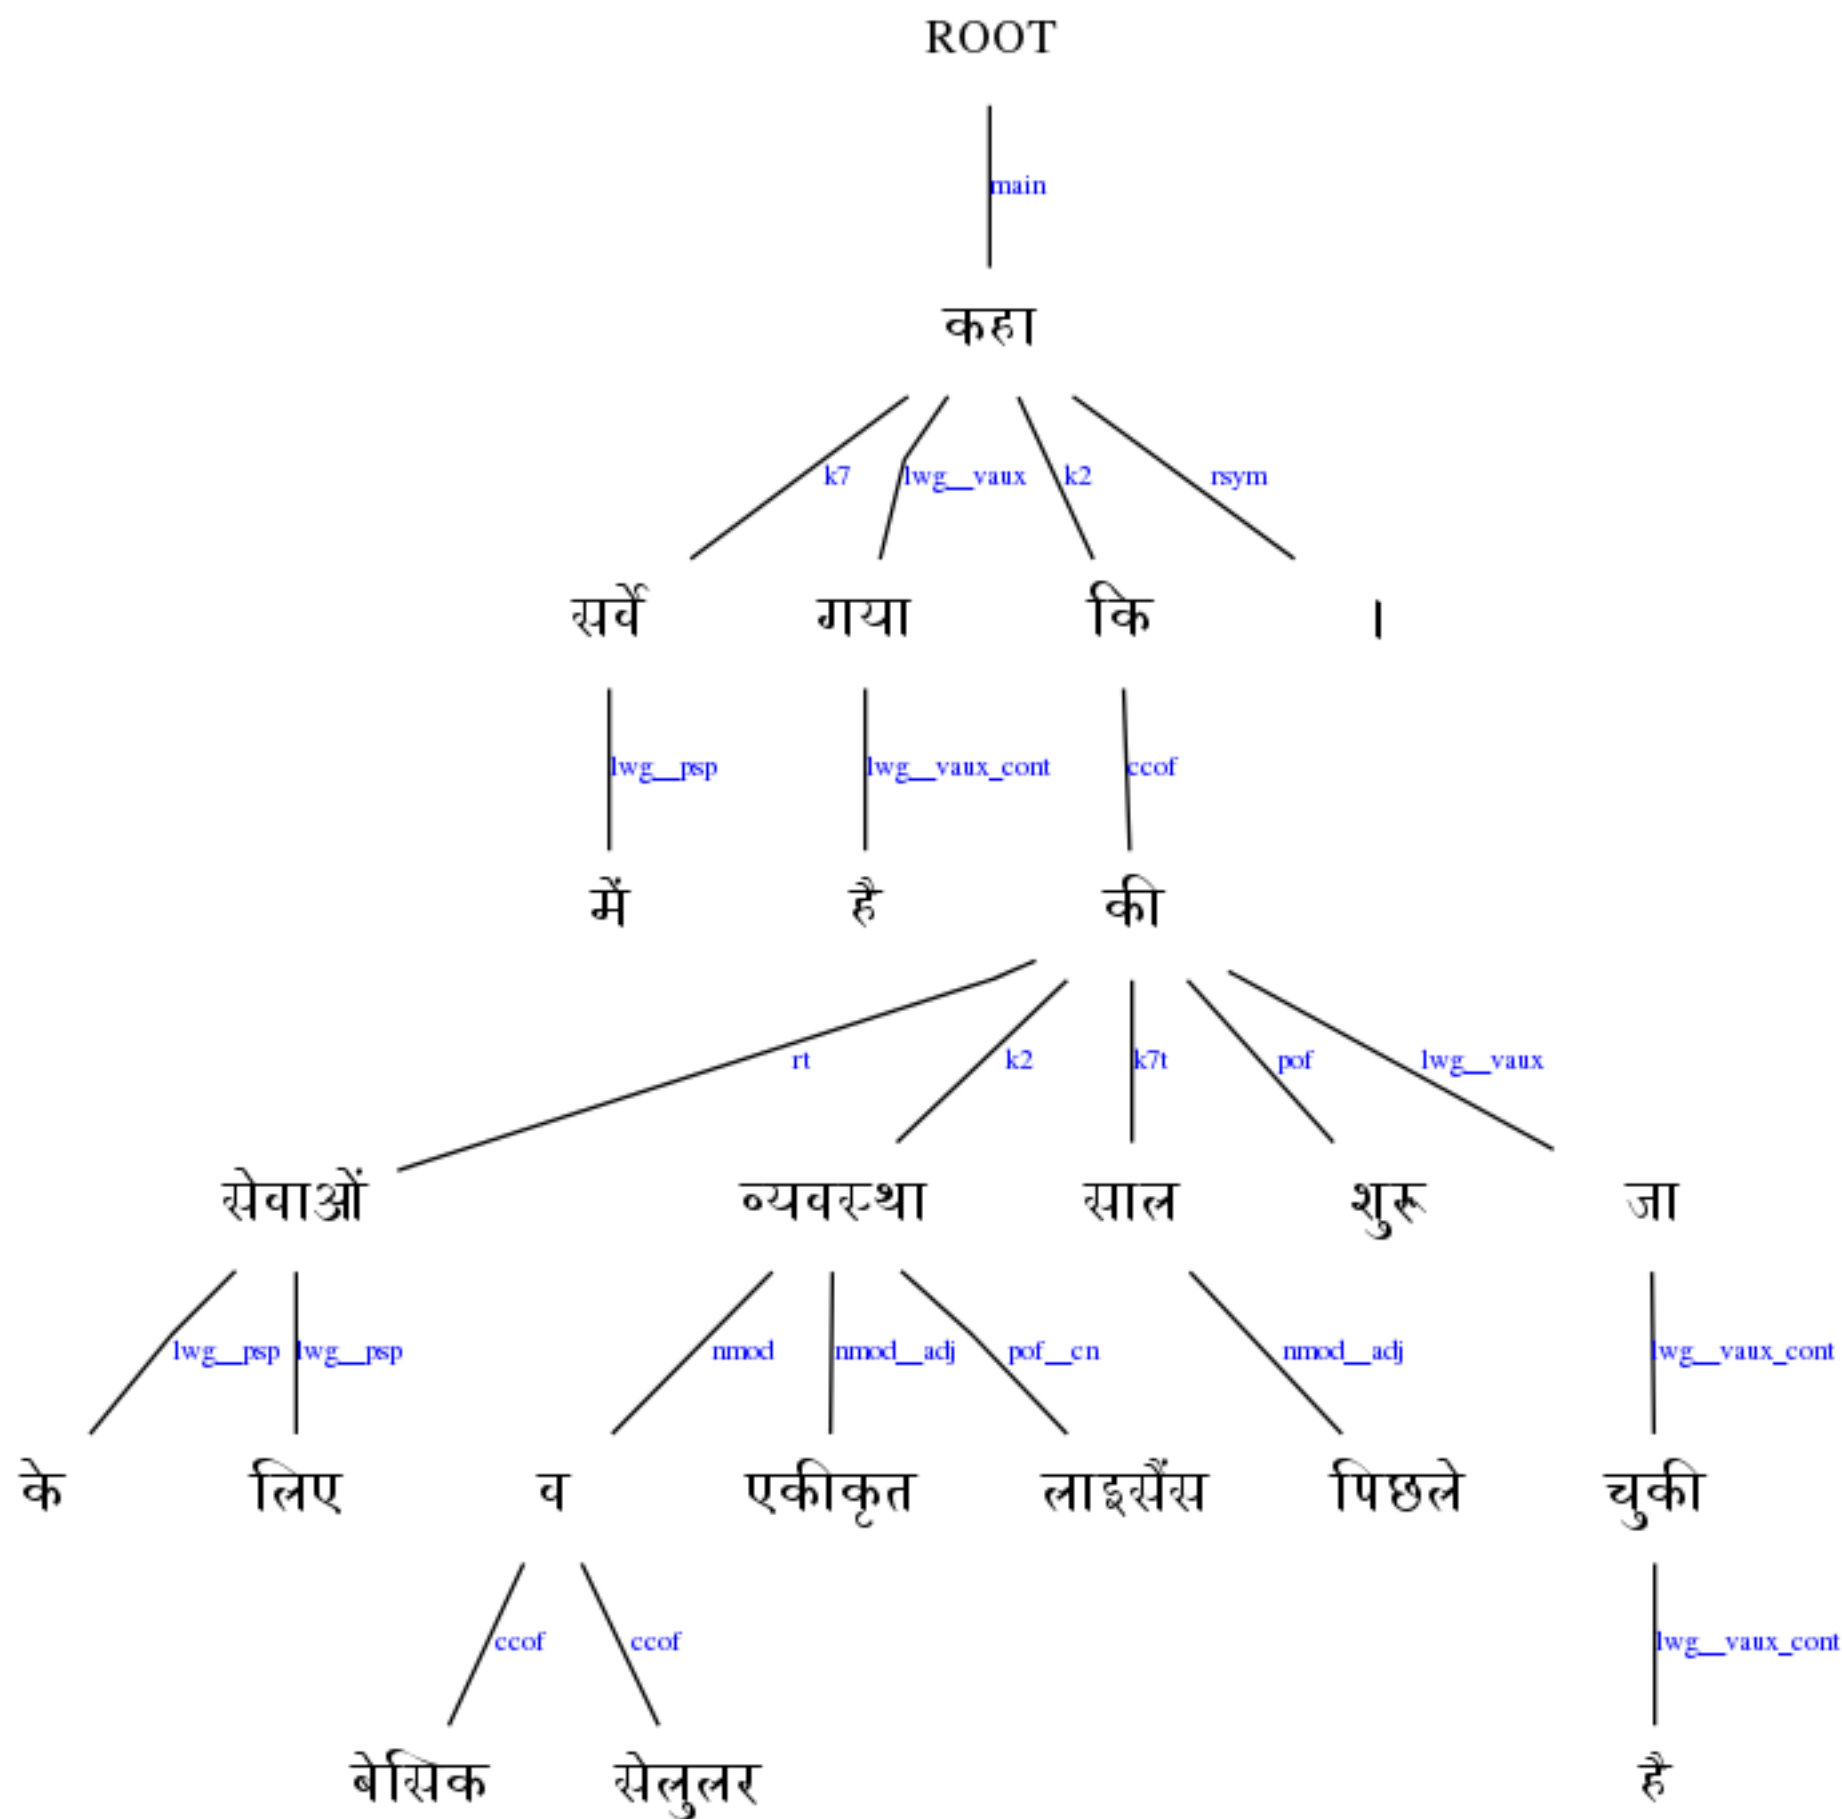 ROOT
main
कहा
k7 lwg__vaux k2 rsym
सर्वे गया कि ।
lwg__psp lwg__vaux_cont ccof
में है की
rt k2 k7t pof lwg__vaux
सेवाओं व्यवस्था साल शुरू जा
lwg__psp lwg__psp nmod nmod__adj pof__cn nmod__adj lwg__vaux_cont
के लिए व एकीकृत लाइसैंस पिछले चुकी
ccof ccof lwg__vaux_cont
बेसिक सेलुलर है